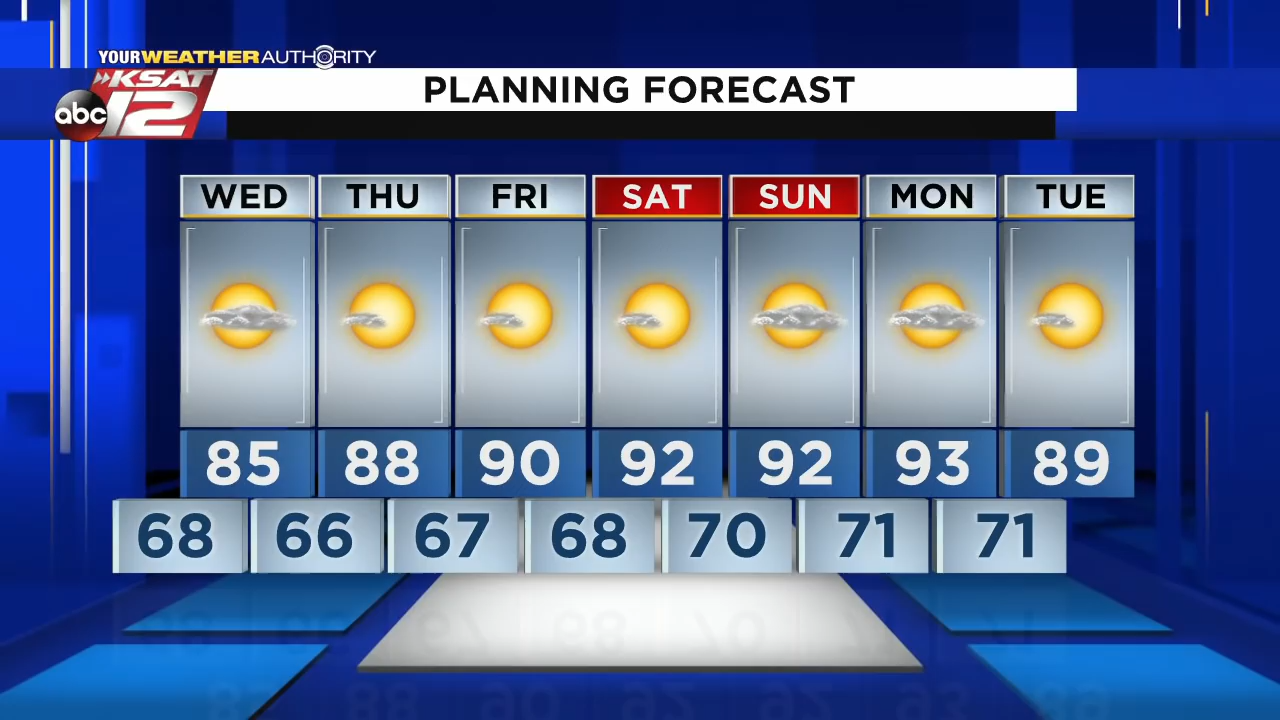 YOURWEATHERAUTHORITY
KSAT
abc 12
PLANNING FORECAST
WED THU FRI SAT SUN MON TUE
85 88 90 92 92 93 89
68 66 67 68 70 71 71